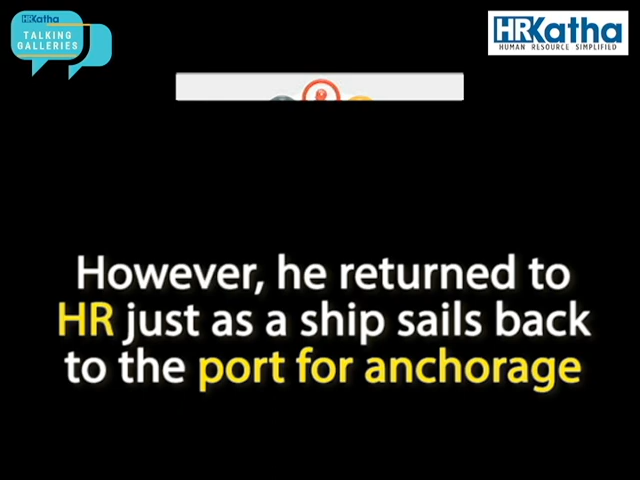 HRKatha
TALKING
GALLERIES
HRKatha
HUMAN RESOURCE SIMPLIFIED
However, he returned to
HR just as a ship sails back
to the port for anchorage